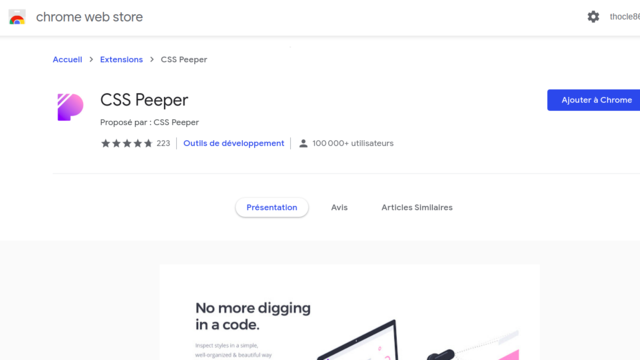 chrome web store
thocle86
Accueil > Extensions > CSS Peeper
CSS Peeper
Ajouter à Chrome
Proposé par : CSS Peeper
223 Outils de développement 100 000+ utilisateurs
Présentation Avis Articles Similaires
No more digging
in a code.
Inspect styles in a simple,
well-organized & beautiful way